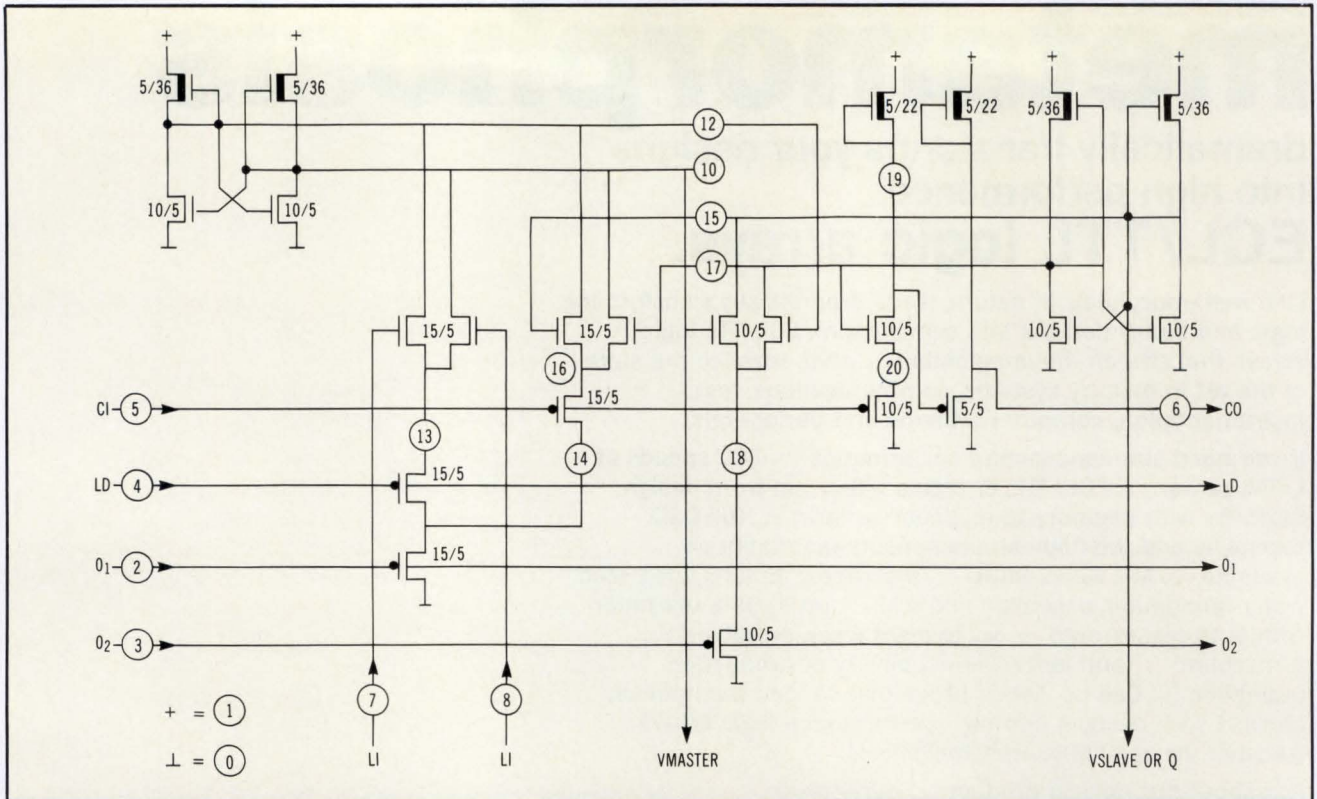 + + + + + +
5/36 5/36 5/22 5/22 5/36 5/36
12
10
19
10/5 10/5
15
17
15/5 15/5 10/5 10/5 10/5 10/5
16 20
CI 5 15/5 10/5 5/5 6 CO
13
14 18
LD 4 15/5 LD
O1 2 15/5 O1
O2 3 10/5 O2
7 8
+ = 1
⊥ = 0
LI LI VMASTER VSLAVE OR Q